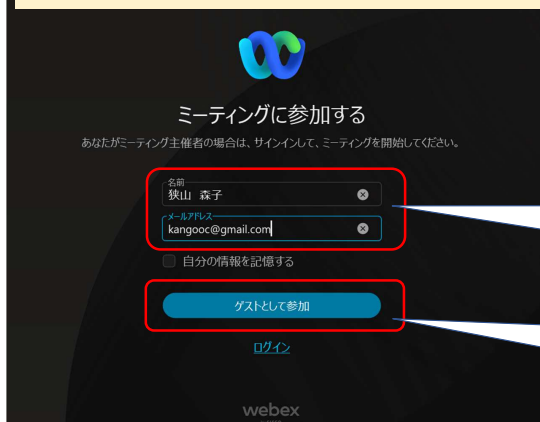 ミーティングに参加する
あなたがミーティング主催者の場合は、サインインして、ミーティングを開始してください。
名前
狭山 森子
メールアドレス
kangooc@gmail.com
自分の情報を記憶する
ゲストとして参加
ログイン
webex